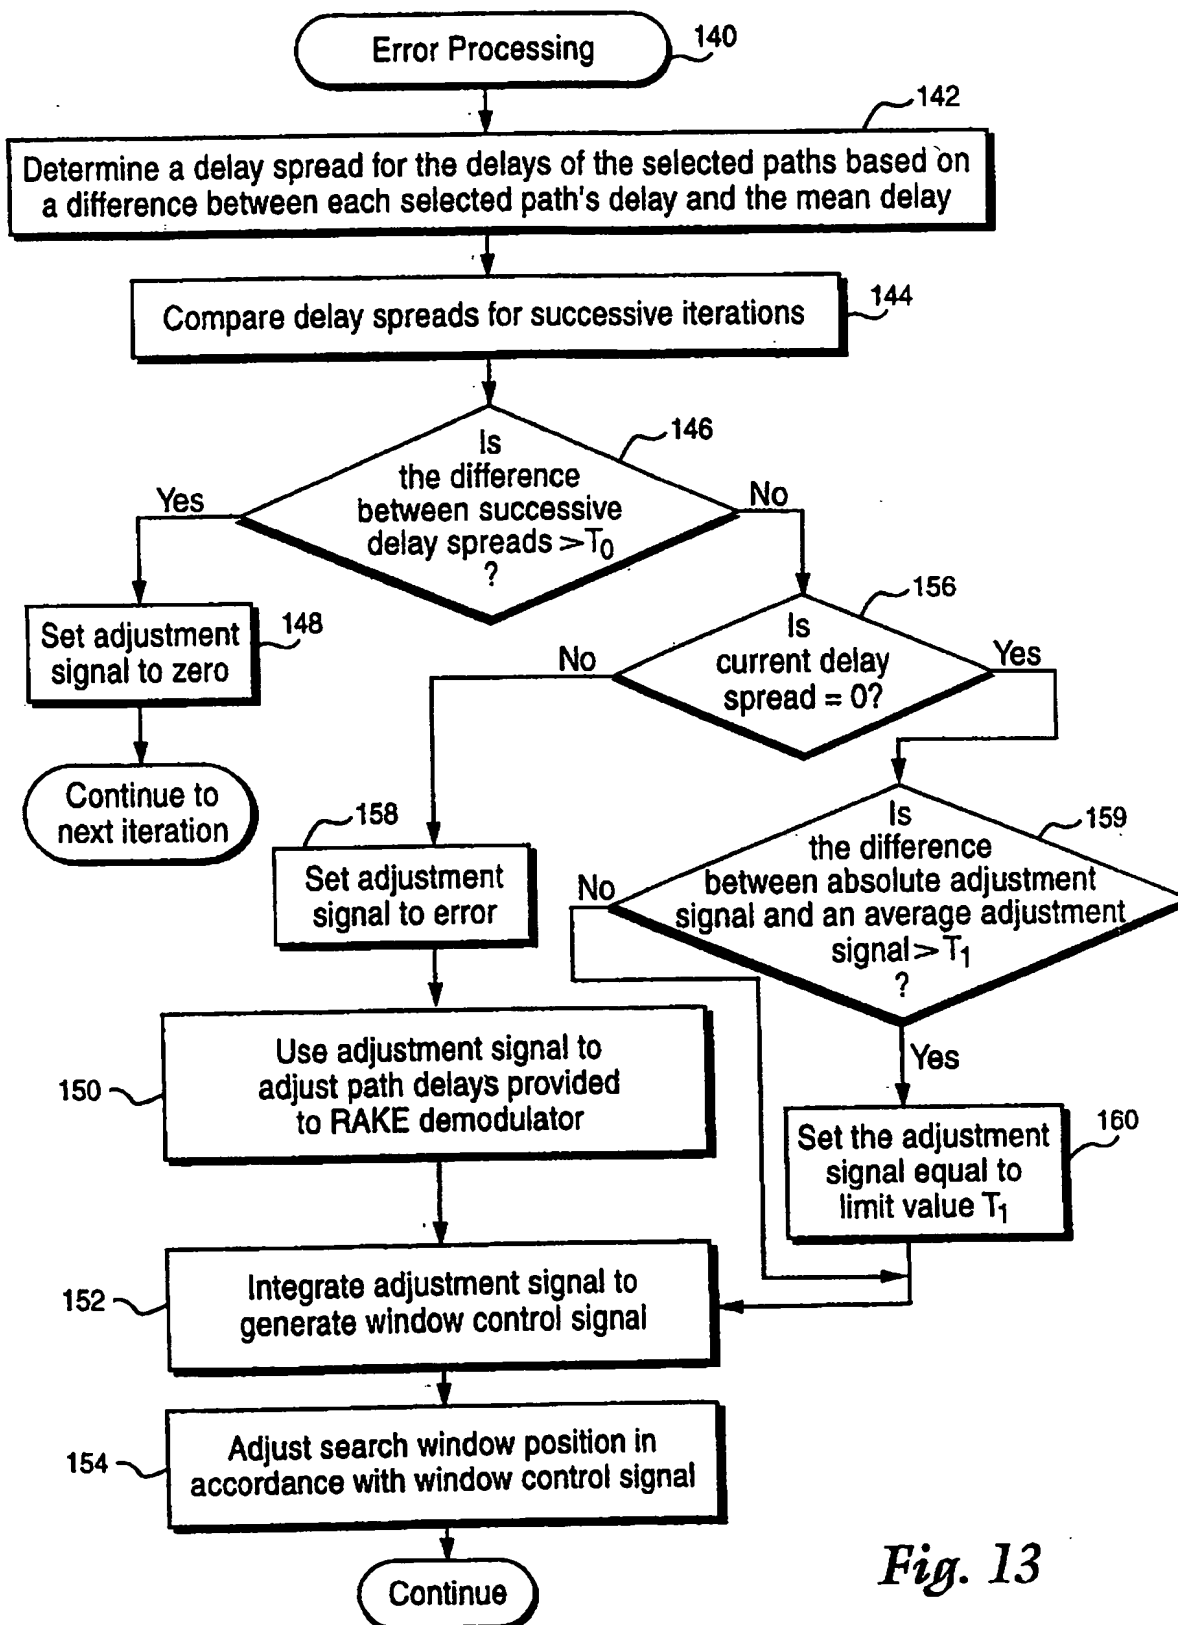 Error Processing
140
142
Determine a delay spread for the delays of the selected paths based on
a difference between each selected path's delay and the mean delay
Compare delay spreads for successive iterations
144
Is
the difference
between successive
delay spreads >T0
?
146
Yes
No
Set adjustment
signal to zero
148
Continue to
next iteration
Is
current delay
spread = 0?
156
No
Yes
158
Set adjustment
signal to error
Is
the difference
between absolute adjustment
signal and an average adjustment
signal>T1
?
159
No
Yes
Use adjustment signal to
adjust path delays provided
to RAKE demodulator
150
Set the adjustment
signal equal to
limit value T1
160
Integrate adjustment signal to
generate window control signal
152
Adjust search window position in
accordance with window control signal
154
Continue
Fig. 13